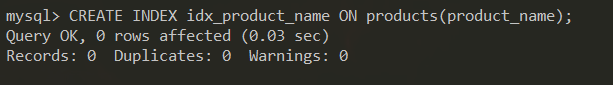 mysql> CREATE INDEX idx_product_name ON products(product_name);
Query OK, 0 rows affected (0.03 sec)
Records: 0  Duplicates: 0  Warnings: 0